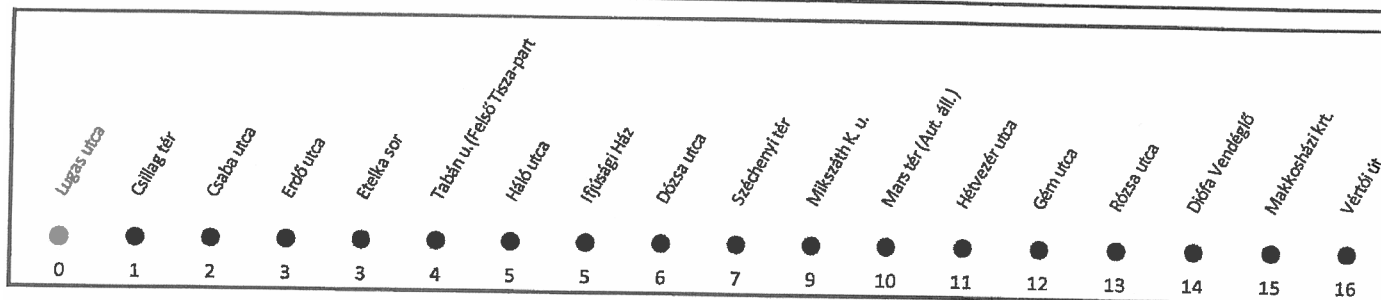 Lugas utca
Csillag tér
Csaba utca
Erdő utca
Etelka sor
Tabán u.(Felső Tisza-part
Háló utca
Ifjúsági Ház
Dózsa utca
Széchenyi tér
Mikszáth K. u.
Mars tér (Aut. áll.)
Hétvezér utca
Gém utca
Rózsa utca
Diófa Vendéglő
Makkosházi krt.
Vértói út
0 1 2 3 3 4 5 5 6 7 9 10 11 12 13 14 15 16